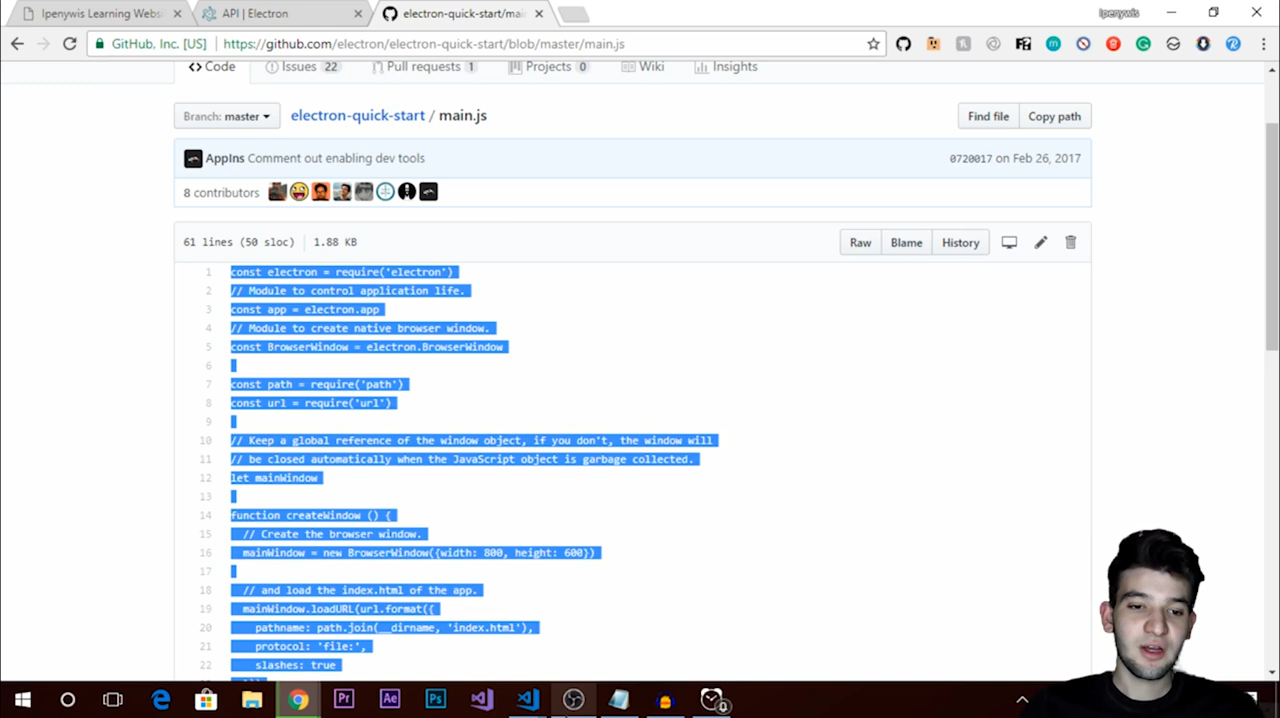 Ipenywis Learning Webs
API | Electron
electron-quick-start/mai
Ipenywis
GitHub, Inc. [US]
https://github.com/electron/electron-quick-start/blob/master/main.js
Code
Issues 22
Pull requests 1
Projects 0
Wiki
Insights
Branch: master
electron-quick-start / main.js
Find file
Copy path
AppIns Comment out enabling dev tools
0720017 on Feb 26, 2017
8 contributors
61 lines (50 sloc)
1.88 KB
Raw
Blame
History
1 const electron = require('electron')
2 // Module to control application life.
3 const app = electron.app
4 // Module to create native browser window.
5 const BrowserWindow = electron.BrowserWindow
6
7 const path = require('path')
8 const url = require('url')
9
10 // Keep a global reference of the window object, if you don't, the window will
11 // be closed automatically when the JavaScript object is garbage collected.
12 let mainWindow
13
14 function createWindow () {
15 // Create the browser window.
16 mainWindow = new BrowserWindow({width: 800, height: 600})
17
18 // and load the index.html of the app.
19 mainWindow.loadURL(url.format({
20 pathname: path.join(__dirname, 'index.html'),
21 protocol: 'file:',
22 slashes: true
Pr
Ae
Ps